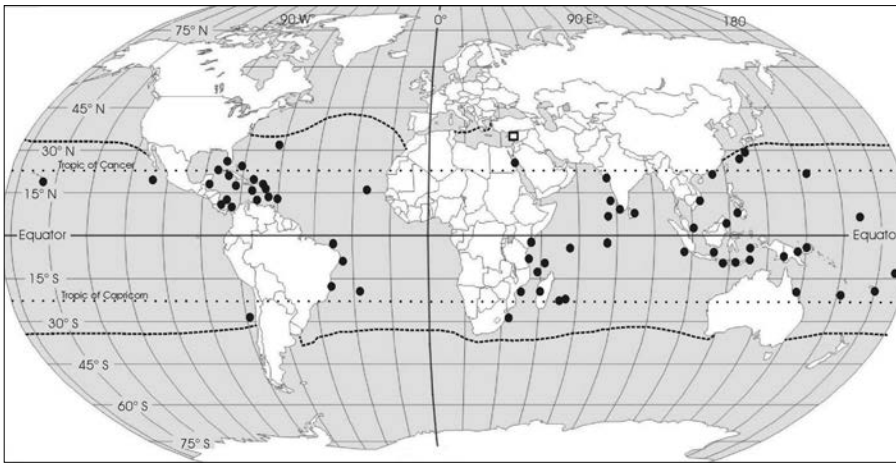 90 W° 0° 90 E° 180
75° N
45° N
30° N
Tropic of Cancer
15° N
Equator Equator
15° S
Tropic of Capricorn
30° S
45° S
60° S
75° S